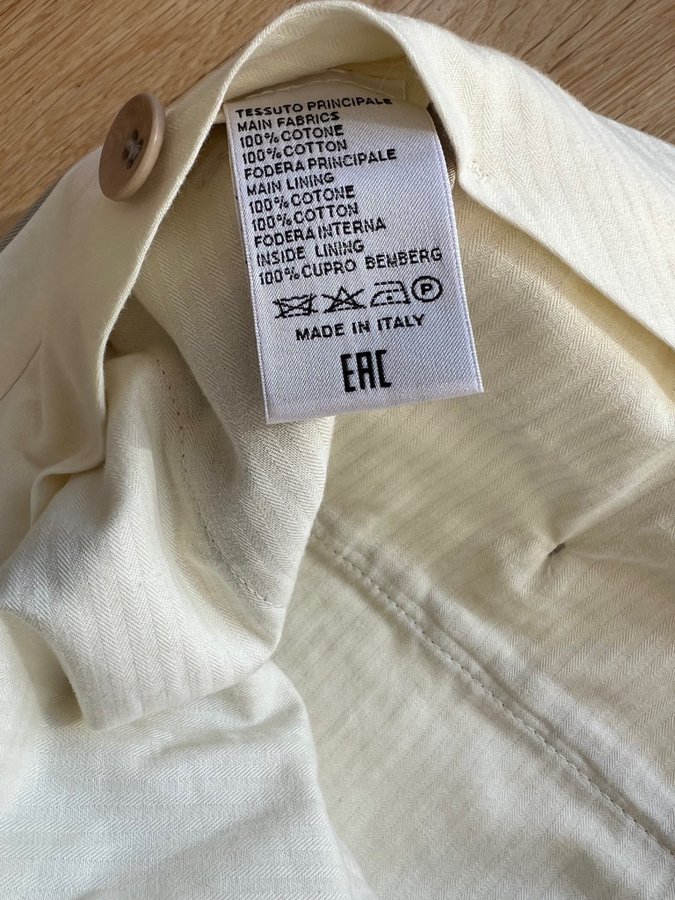 TESSUTO PRINCIPALE
MAIN FABRICS
100% COTONE
100% COTTON
FODERA PRINCIPALE
MAIN LINING
100% COTONE
100% COTTON
FODERA INTERNA
INSIDE LINING
100% CUPRO BEMBERG
P
MADE IN ITALY
EAC